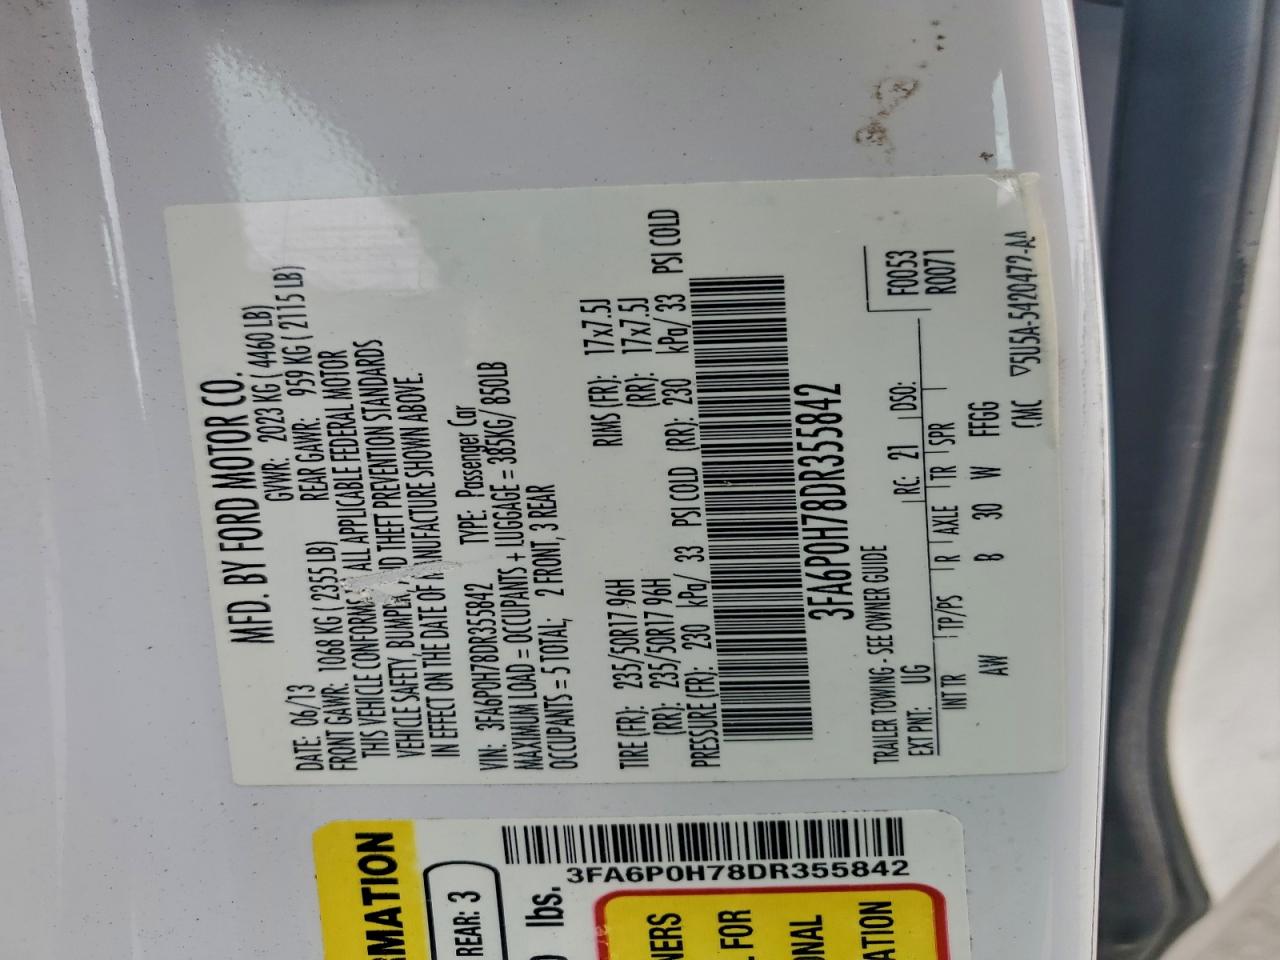 MFD. BY FORD MOTOR CO.
DATE: 06/13 GVWR: 2023 KG ( 4460 LB)
FRONT GAWR: 1068 KG ( 2355 LB) REAR GAWR: 959 KG ( 2115 LB)
THIS VEHICLE CONFORMS ALL APPLICABLE FEDERAL MOTOR
VEHICLE SAFETY, BUMPER, D THEFT PREVENTION STANDARDS
IN EFFECT ON THE DATE OF ANUFACTURE SHOWN ABOVE.
VIN: 3FA6P0H78DR355842 TYPE: Passenger Car
MAXIMUM LOAD = OCCUPANTS + LUGGAGE = 385KG/ 850LB
OCCUPANTS = 5 TOTAL; 2 FRONT, 3 REAR
TIRE (FR): 235/50R17 96H RIMS (FR): 17x7.5J
(RR): 235/50R17 96H (RR): 17x7.5J
PRESSURE (FR): 230 kPa/ 33 PSI COLD (RR): 230 kPa/ 33 PSI COLD
3FA6P0H78DR355842
TRAILER TOWING - SEE OWNER GUIDE F0053
EXT PNT: UG RC: 21 DSO: R0071
INT TR TP/PS R AXLE TR SPR
AW B 30 W FFGG
CMC ▽5U5A-5420472-AA
RMATION
REAR: 3
lbs.
3FA6P0H78DR355842
NERS
FOR
ONAL
ATION